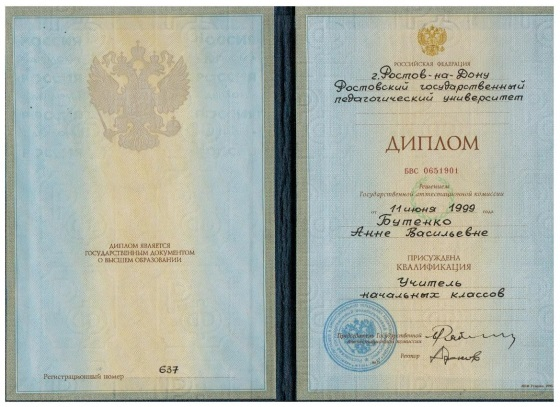 ДИПЛОМ ЯВЛЯЕТСЯ
ГОСУДАРСТВЕННЫМ ДОКУМЕНТОМ
О ВЫСШЕМ ОБРАЗОВАНИИ
Регистрационный номер 637
РОССИЙСКАЯ ФЕДЕРАЦИЯ
г. Ростов-на-Дону
Ростовский государственный
педагогический университет
ДИПЛОМ
БВС 0651901
Решением
Государственной аттестационной комиссии
от 11 июня 1999 года
Бутенко
Анне Васильевне
ПРИСУЖДЕНА
КВАЛИФИКАЦИЯ
Учитель
начальных классов
Председатель Государственной
аттестационной комиссии
Ректор